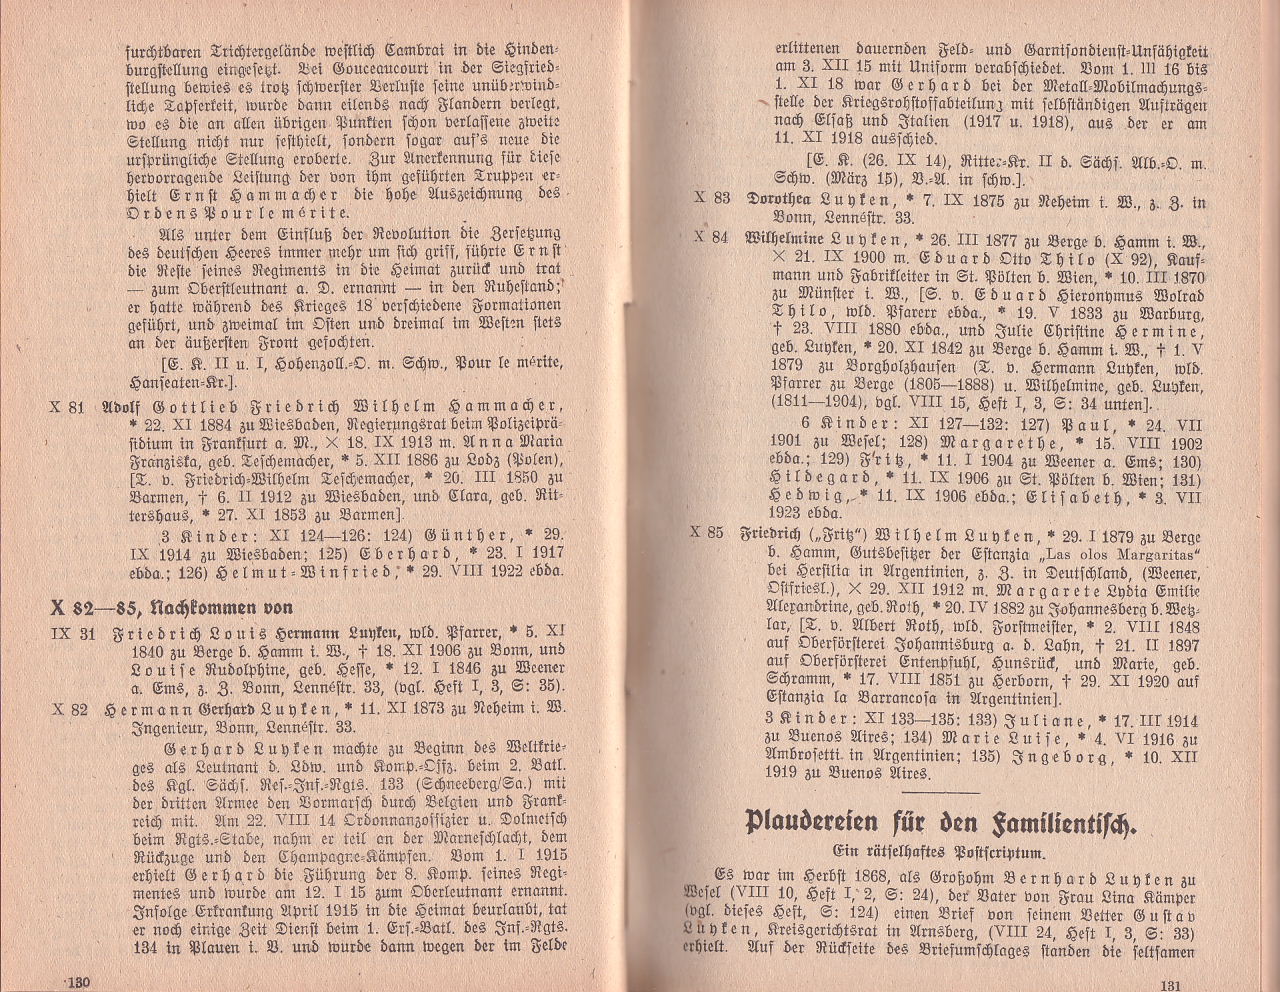 furchtbaren Trichtergelände westlich Cambrai in die Hinden-
burgstellung eingesetzt. Bei Gouceaucourt in der Siegfried-
stellung bewies es trotz schwerster Verluste seine unüberwind-
liche Tapferkeit, wurde dann eilends nach Flandern verlegt,
wo es die an allen übrigen Punkten schon verlassene zweite
Stellung nicht nur festhielt, sondern sogar auf's neue die
ursprüngliche Stellung eroberte. Zur Anerkennung für diese
hervorragende Leistung der von ihm geführten Truppen er-
hielt Ernst Hammacher die hohe Auszeichnung des
Ordens Pour le mérite.
Als unter dem Einfluß der Revolution die Zersetzung
des deutschen Heeres immer mehr um sich griff, führte Ernst
die Reste seines Regiments in die Heimat zurück und trat
— zum Oberstleutnant a. D. ernannt — in den Ruhestand;
er hatte während des Krieges 18 verschiedene Formationen
geführt, und zweimal im Osten und dreimal im Westen stets
an der äußersten Front gefochten.
[E. K. II u. I, Hohenzoll.-O. m. Schw., Pour le mérite,
Hanseaten-Kr.].
X 81 Adolf Gottlieb Friedrich Wilhelm Hammacher,
* 22. XI 1884 zu Wiesbaden, Regierungsrat beim Polizeiprä-
sidium in Frankfurt a. M., × 18. IX 1913 m. Anna Maria
Franziska, geb. Teschemacher, * 5. XII 1886 zu Lodz (Polen),
[T. v. Friedrich-Wilhelm Teschemacher, * 20. III 1850 zu
Barmen, † 6. II 1912 zu Wiesbaden, und Clara, geb. Rit-
tershaus, * 27. XI 1853 zu Barmen].
3 Kinder: XI 124—126: 124) Günther, * 29.
IX 1914 zu Wiesbaden; 125) Eberhard, * 23. I 1917
ebda.; 126) Helmut-Winfried, * 29. VIII 1922 ebda.
X 82—85, Nachkommen von
IX 31 Friedrich Louis Hermann Luyken, wld. Pfarrer, * 5. XI
1840 zu Berge b. Hamm i. W., † 18. XI 1906 zu Bonn, und
Louise Rudolphine, geb. Hesse, * 12. I 1846 zu Weener
a. Ems, z. Z. Bonn, Lennéstr. 33, (vgl. Heft I, 3, S: 35).
X 82 Hermann Gerhard Luyken, * 11. XI 1873 zu Neheim i. W.
Ingenieur, Bonn, Lennéstr. 33.
Gerhard Luyken machte zu Beginn des Weltkrie-
ges als Leutnant d. Ldw. und Komp.-Offz. beim 2. Batl.
des Kgl. Sächs. Res.-Inf.-Rgts. 133 (Schneeberg/Sa.) mit
der dritten Armee den Vormarsch durch Belgien und Frank-
reich mit. Am 22. VIII 14 Ordonnanzoffizier u. Dolmetsch
beim Rgts.-Stabe, nahm er teil an der Marneschlacht, dem
Rückzuge und den Champagne-Kämpfen. Vom 1. I 1915
erhielt Gerhard die Führung der 8. Komp. seines Regi-
mentes und wurde am 12. I 15 zum Oberleutnant ernannt.
Infolge Erkrankung April 1915 in die Heimat beurlaubt, tat
er noch einige Zeit Dienst beim 1. Ers.-Batl. des Inf.-Rgts.
134 in Plauen i. V. und wurde dann wegen der im Felde
130
erlittenen dauernden Feld- und Garnisondienst-Unfähigkeit
am 3. XII 15 mit Uniform verabschiedet. Vom 1. III 16 bis
1. XI 18 war Gerhard bei der Metall-Mobilmachungs-
stelle der Kriegsrohstoffabteilung mit selbständigen Aufträgen
nach Elsaß und Italien (1917 u. 1918), aus der er am
11. XI 1918 ausschied.
[E. K. (26. IX 14), Ritter-Kr. II d. Sächs. Alb.-O. m.
Schw. (März 15), V.-A. in schw.].
X 83 Dorothea Luyken, * 7. IX 1875 zu Neheim i. W., z. Z. in
Bonn, Lennéstr. 33.
X 84 Wilhelmine Luyken, * 26. III 1877 zu Berge b. Hamm i. W.,
× 21. IX 1900 m. Eduard Otto Thilo (X 92), Kauf-
mann und Fabrikleiter in St. Pölten b. Wien, * 10. III 1870
zu Münster i. W., [S. v. Eduard Hieronymus Wolrad
Thilo, wld. Pfarrer ebda., * 19. V 1833 zu Warburg,
† 23. VIII 1880 ebda., und Julie Christine Hermine,
geb. Luyken, * 20. XI 1842 zu Berge b. Hamm i. W., † 1. V
1879 zu Borgholzhausen (T. v. Hermann Luyken, wld.
Pfarrer zu Berge (1805—1888) u. Wilhelmine, geb. Luyken,
(1811—1904), vgl. VIII 15, Heft I, 3, S: 34 unten].
6 Kinder: XI 127—132: 127) Paul, * 24. VII
1901 zu Wesel; 128) Margarethe, * 15. VIII 1902
ebda.; 129) Fritz, * 11. I 1904 zu Weener a. Ems; 130)
Hildegard, * 11. IX 1906 zu St. Pölten b. Wien; 131)
Hedwig, * 11. IX 1906 ebda.; Elisabeth, * 3. VII
1923 ebda.
X 85 Friedrich („Fritz“) Wilhelm Luyken, * 29. I 1879 zu Berge
b. Hamm, Gutsbesitzer der Estanzia „Las olos Margaritas“
bei Hersilia in Argentinien, z. Z. in Deutschland, (Weener,
Ostfriesl.), × 29. XII 1912 m. Margarete Lydia Emilie
Alexandrine, geb. Roth, * 20. IV 1882 zu Johannesberg b. Wetz-
lar, [T. v. Albert Roth, wld. Forstmeister, * 2. VIII 1848
auf Oberförsterei Johannisburg a. d. Lahn, † 21. II 1897
auf Oberförsterei Entenpfuhl, Hunsrück, und Marie, geb.
Schramm, * 17. VIII 1851 zu Herborn, † 29. XI 1920 auf
Estanzia la Barrancosa in Argentinien].
3 Kinder: XI 133—135: 133) Juliane, * 17. III 1914
zu Buenos Aires; 134) Marie Luise, * 4. VI 1916 zu
Ambrosetti in Argentinien; 135) Ingeborg, * 10. XII
1919 zu Buenos Aires.
Plaudereien für den Familientisch.
Ein rätselhaftes Postscriptum.
Es war im Herbst 1868, als Großohm Bernhard Luyken zu
Wesel (VIII 10, Heft I, 2, S: 24), der Vater von Frau Lina Kämper
(vgl. dieses Heft, S: 124) einen Brief von seinem Vetter Gustav
Luyken, Kreisgerichtsrat in Arnsberg, (VIII 24, Heft I, 3, S: 33)
erhielt. Auf der Rückseite des Briefumschlages standen die seltsamen
131